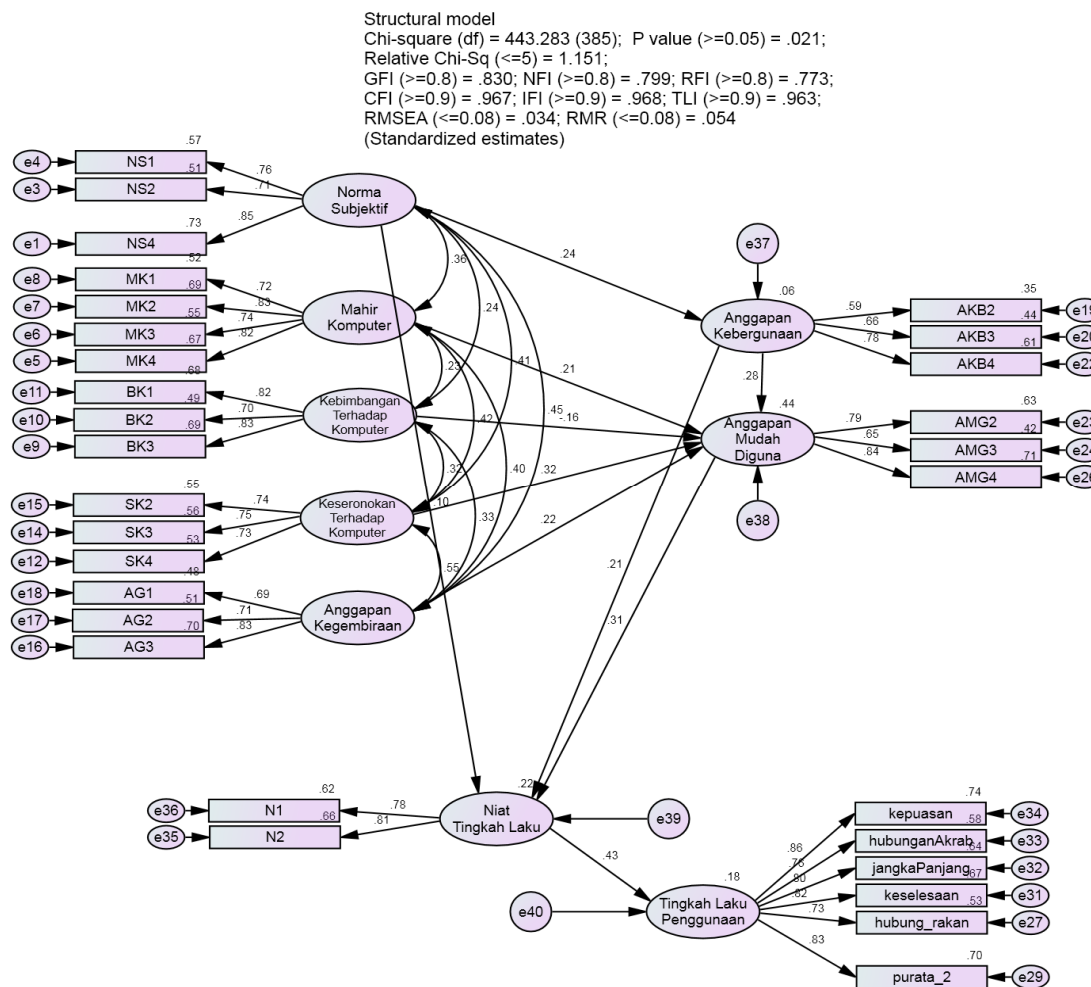 Structural model
Chi-square (df) = 443.283 (385); P value (>=0.05) = .021;
Relative Chi-Sq (<=5) = 1.151;
GFI (>=0.8) = .830; NFI (>=0.8) = .799; RFI (>=0.8) = .773;
CFI (>=0.9) = .967; IFI (>=0.9) = .968; TLI (>=0.9) = .963;
RMSEA (<=0.08) = .034; RMR (<=0.08) = .054
(Standardized estimates)
.57
e4 NS1 .76
.51
e3 NS2 .71
.73
e1 NS4 .85
Norma
Subjektif
.52
e8 MK1 .72
.69
e7 MK2 .83
.55
e6 MK3 .74
.67
e5 MK4 .82
Mahir
Komputer
.68
e11 BK1 .82
.49
e10 BK2 .70
.69
e9 BK3 .83
Kebimbangan
Terhadap
Komputer
.55
e15 SK2 .74
.56
e14 SK3 .75
.53
e12 SK4 .73
Keseronokan
Terhadap
Komputer
.48
e18 AG1 .69
.51
e17 AG2 .71
.70
e16 AG3 .83
Anggapan
Kegembiraan
.36
.24
.41
.45
.23
.42
.40
.32
.32
.33
.55
.10
.24
.21
-.16
.22
.28
.21
.31
e37
.06
Anggapan
Kebergunaan
.35
.59 AKB2
.44
.66 AKB3
.61
.78 AKB4 e22
.44
Anggapan
Mudah
Diguna
e38
.63
.79 AMG2 e23
.42
.65 AMG3 e24
.71
.84 AMG4
.62
e36 N1 .78
.66
e35 N2 .81
.22
Niat
Tingkah Laku
e39
.43
.18
e40
Tingkah Laku
Penggunaan
.74
.86 kepuasan e34
.58
hubunganAkrab e33
.64
.80 jangkaPanjang e32
.67
.82 keselesaan e31
.53
.73 hubung_rakan e27
.70
.83 purata_2 e29